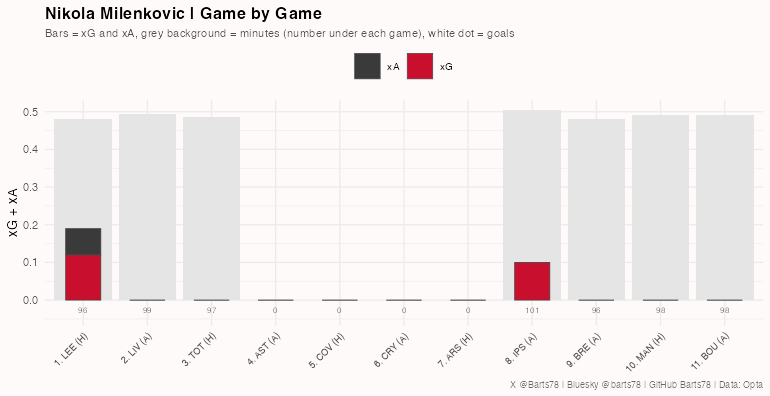 Nikola Milenkovic | Game by Game
Bars = xG and xA, grey background = minutes (number under each game), white dot = goals
xA xG
xG + xA
0.5
0.4
0.3
0.2
0.1
0.0
96 99 97 0 0 0 0 101 96 98 98
1. LEE (H) 2. LIV (A) 3. TOT (H) 4. AST (A) 5. COV (H) 6. CRY (A) 7. ARS (H) 8. IPS (A) 9. BRE (A) 10. MAN (H) 11. BOU (A)
X @Barts78 | Bluesky @barts78 | GitHub Barts78 | Data: Opta